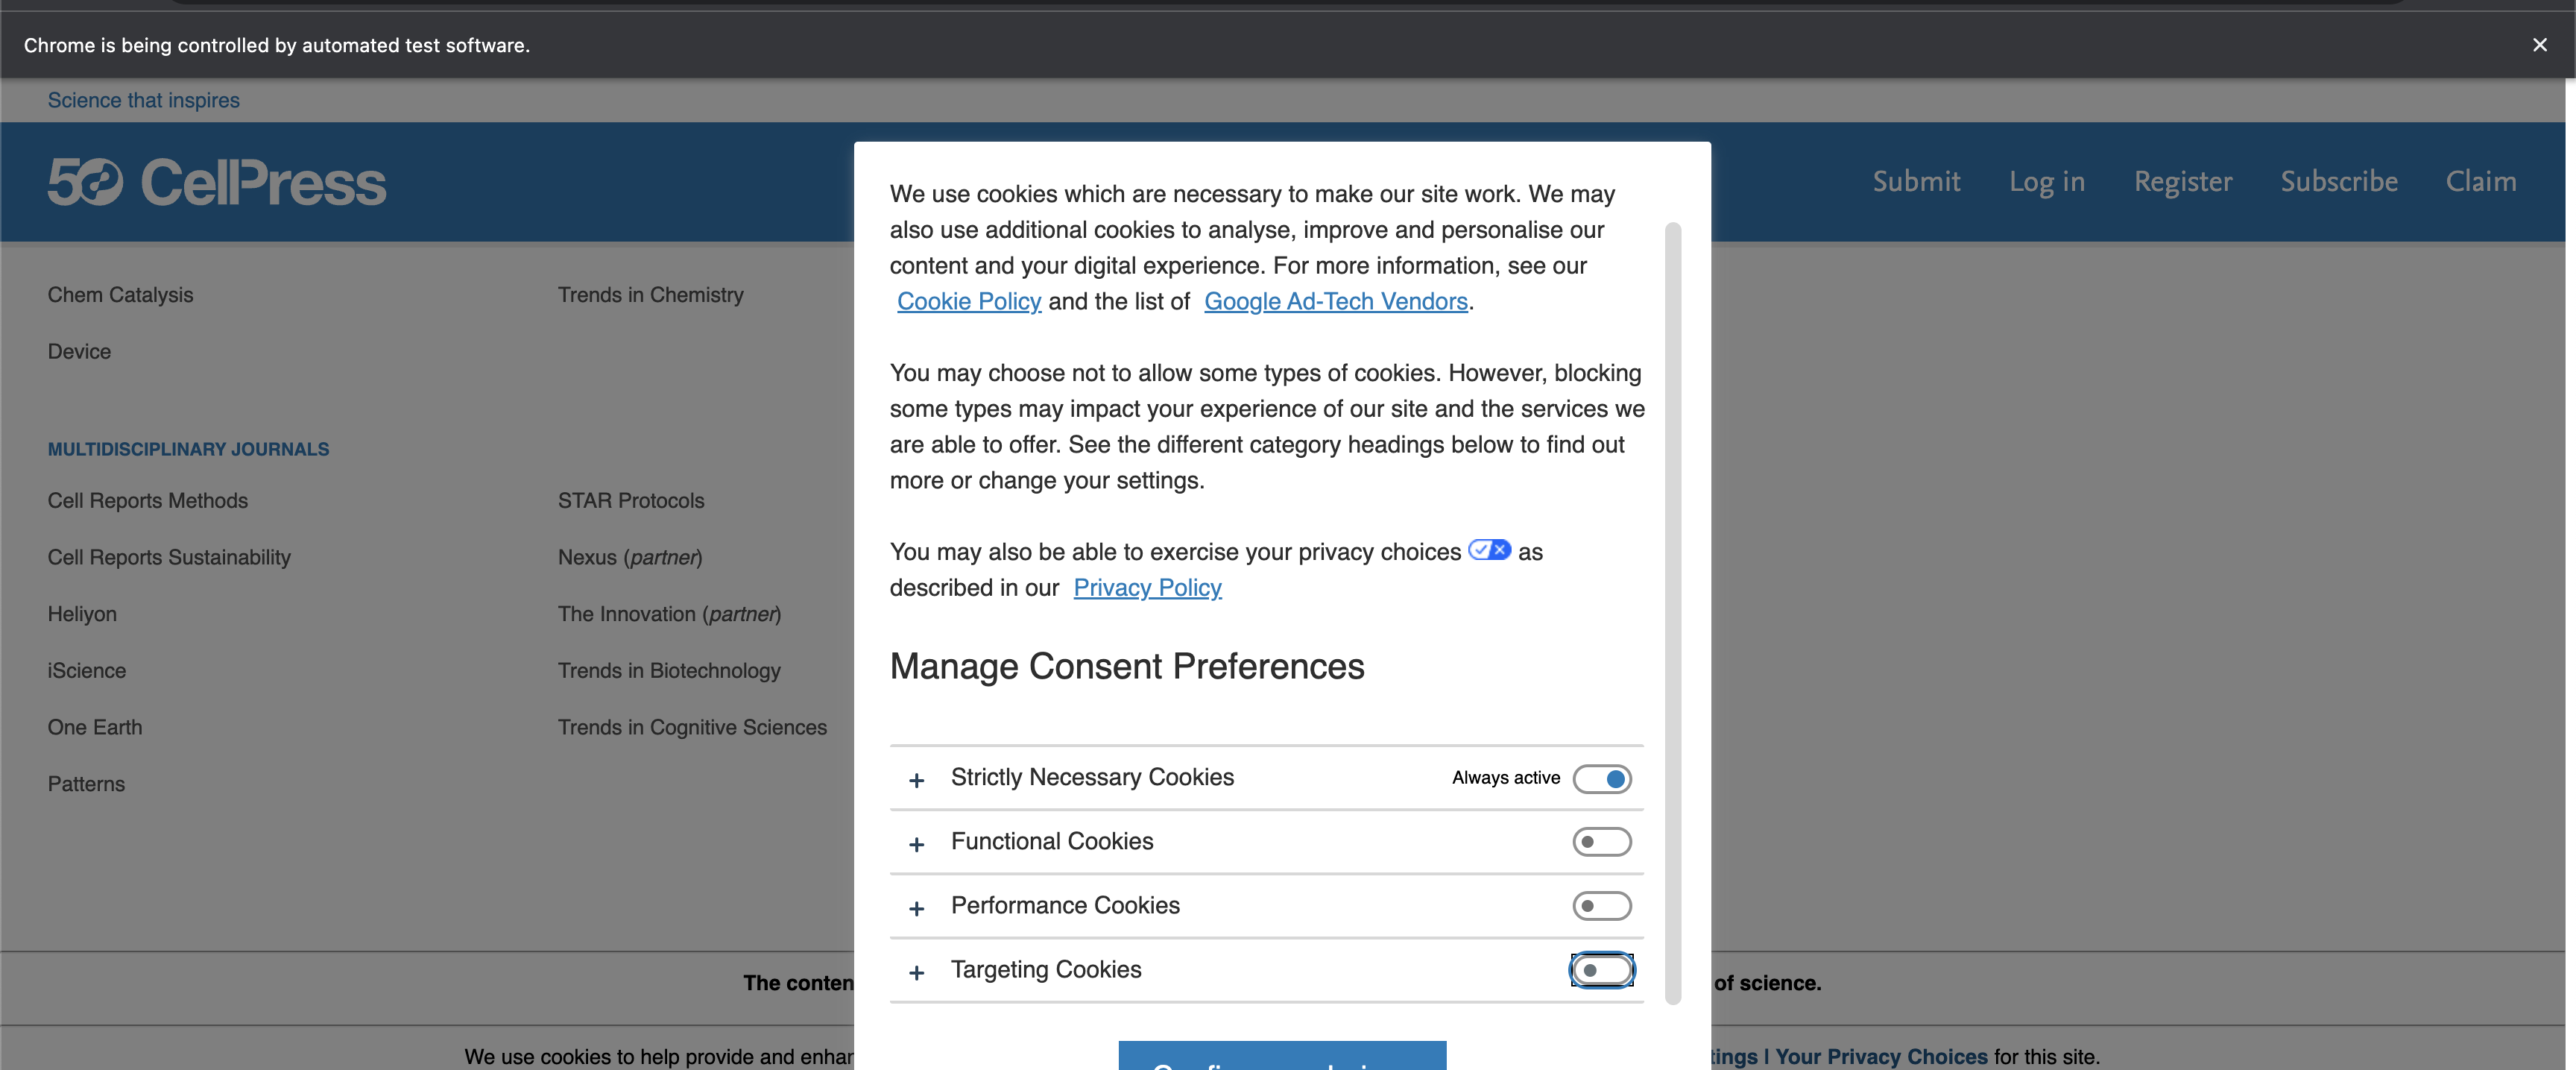 Chrome is being controlled by automated test software.
Science that inspires
50 CellPress
Submit Log in Register Subscribe Claim
Chem Catalysis
Trends in Chemistry
Device
MULTIDISCIPLINARY JOURNALS
Cell Reports Methods
STAR Protocols
Cell Reports Sustainability
Nexus (partner)
Heliyon
The Innovation (partner)
iScience
Trends in Biotechnology
One Earth
Trends in Cognitive Sciences
Patterns
The conten
of science.
We use cookies to help provide and enhan
tings | Your Privacy Choices for this site.
We use cookies which are necessary to make our site work. We may
also use additional cookies to analyse, improve and personalise our
content and your digital experience. For more information, see our
Cookie Policy and the list of Google Ad-Tech Vendors.
You may choose not to allow some types of cookies. However, blocking
some types may impact your experience of our site and the services we
are able to offer. See the different category headings below to find out
more or change your settings.
You may also be able to exercise your privacy choices as
described in our Privacy Policy
Manage Consent Preferences
+ Strictly Necessary Cookies Always active
+ Functional Cookies
+ Performance Cookies
+ Targeting Cookies